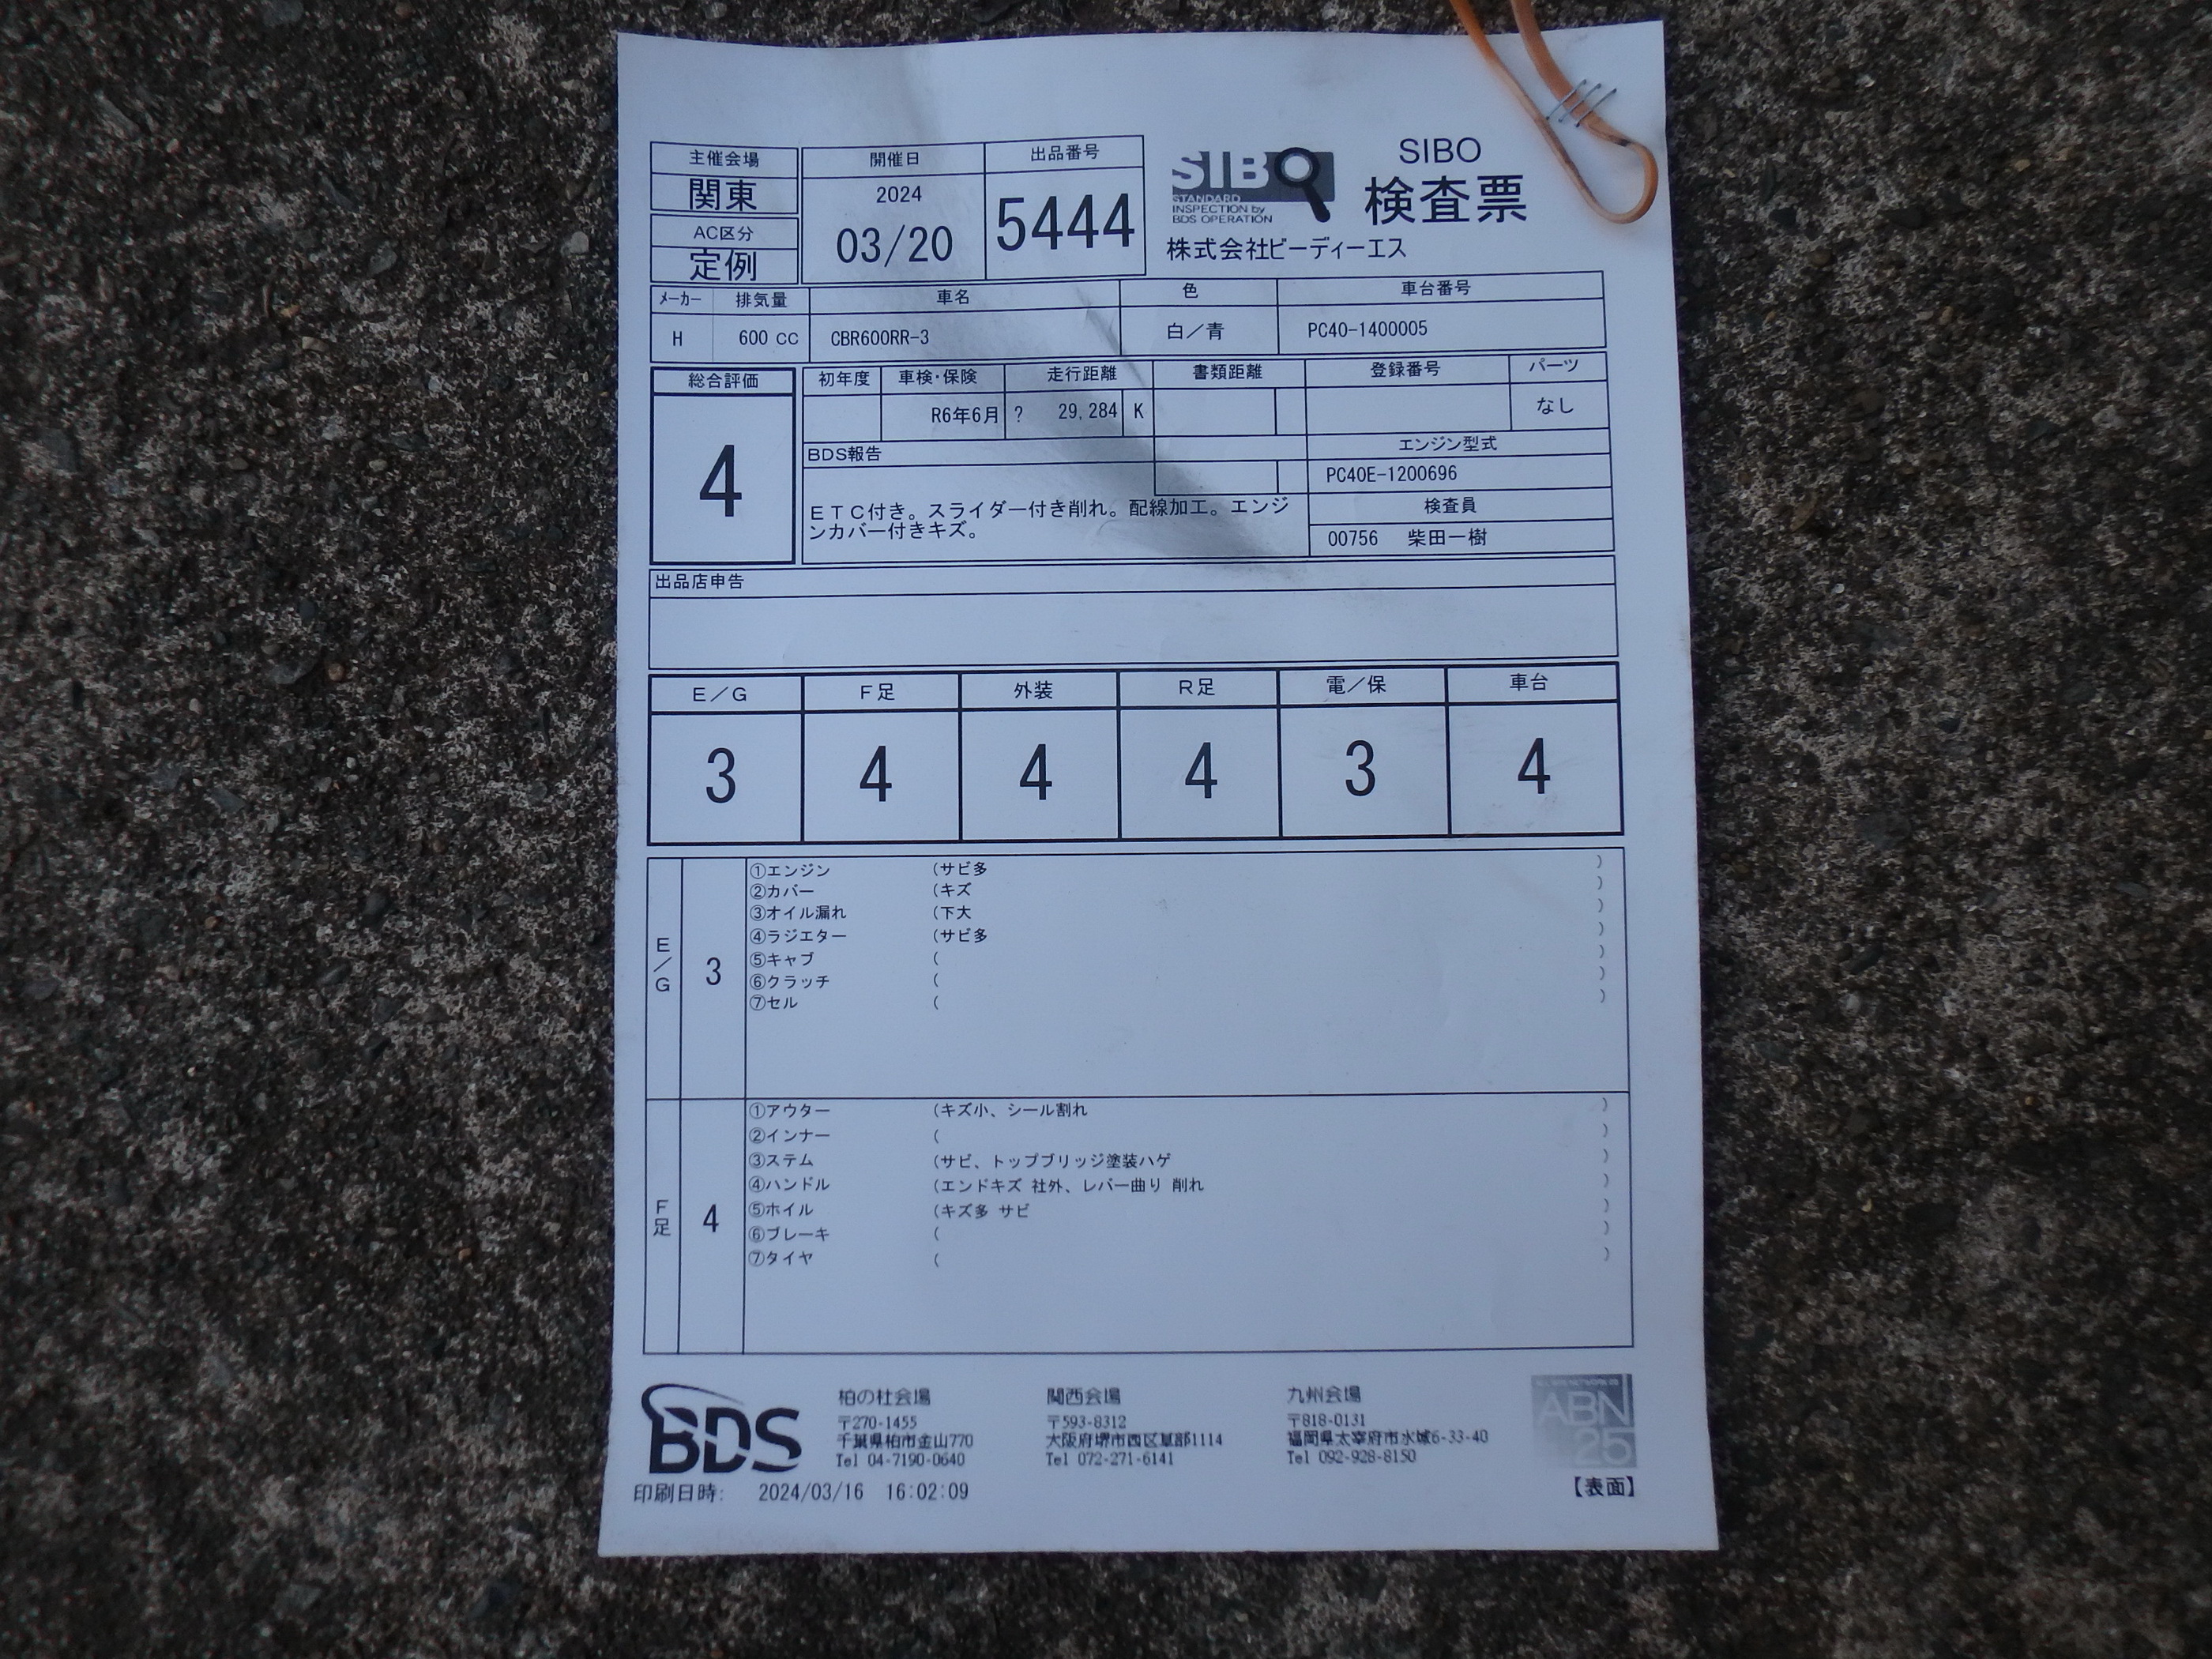 主催会場
関東
AC区分
定例
開催日
2024
03/20
出品番号
5444
SIBO
STANDARD
INSPECTION by
BDS OPERATION
SIBO
検査票
株式会社ビーディーエス
ﾒｰｶｰ 排気量 車名 色 車台番号
H 600 CC CBR600RR-3 白／青 PC40-1400005
総合評価
4
初年度 車検・保険 走行距離 書類距離 登録番号 パーツ
R6年6月 ? 29,284 K なし
BDS報告
ＥＴＣ付き。スライダー付き削れ。配線加工。エンジ
ンカバー付きキズ。
エンジン型式
PC40E-1200696
検査員
00756 柴田一樹
出品店申告
Ｅ／Ｇ Ｆ足 外装 Ｒ足 電／保 車台
3 4 4 4 3 4
Ｅ／Ｇ
3
①エンジン （サビ多 ）
②カバー （キズ ）
③オイル漏れ （下大 ）
④ラジエター （サビ多 ）
⑤キャブ （ ）
⑥クラッチ （ ）
⑦セル （ ）
Ｆ足
4
①アウター （キズ小、シール割れ ）
②インナー （ ）
③ステム （サビ、トップブリッジ塗装ハゲ ）
④ハンドル （エンドキズ 社外、レバー曲り 削れ ）
⑤ホイル （キズ多 サビ ）
⑥ブレーキ （ ）
⑦タイヤ （ ）
BDS
柏の杜会場
〒270-1455
千葉県柏市金山770
Tel 04-7190-0640
関西会場
〒593-8312
大阪府堺市西区草部1114
Tel 072-271-6141
九州会場
〒818-0131
福岡県太宰府市水城6-33-40
Tel 092-928-8150
ABN
25
【表面】
印刷日時: 2024/03/16 16:02:09